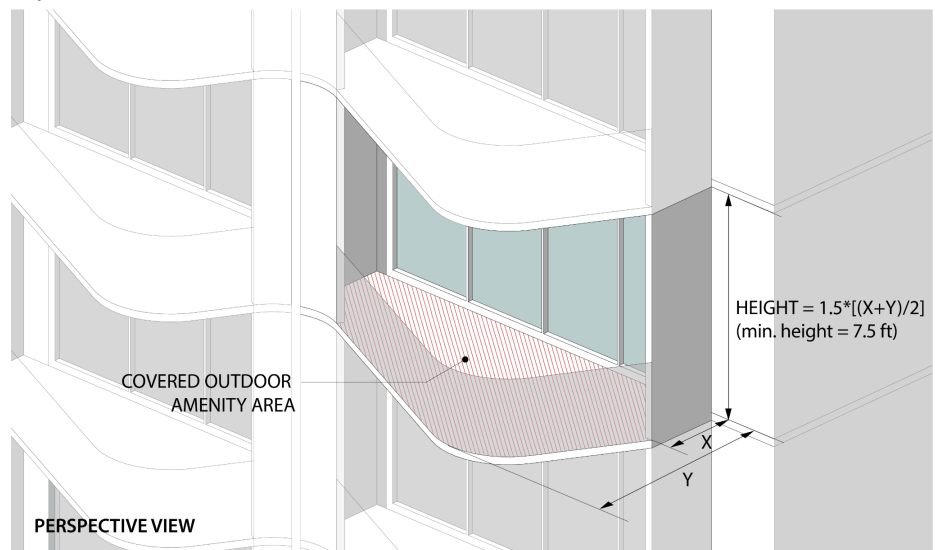 HEIGHT = 1.5*[(X+Y)/2]
(min. height = 7.5 ft)
COVERED OUTDOOR
AMENITY AREA
X
Y
PERSPECTIVE VIEW